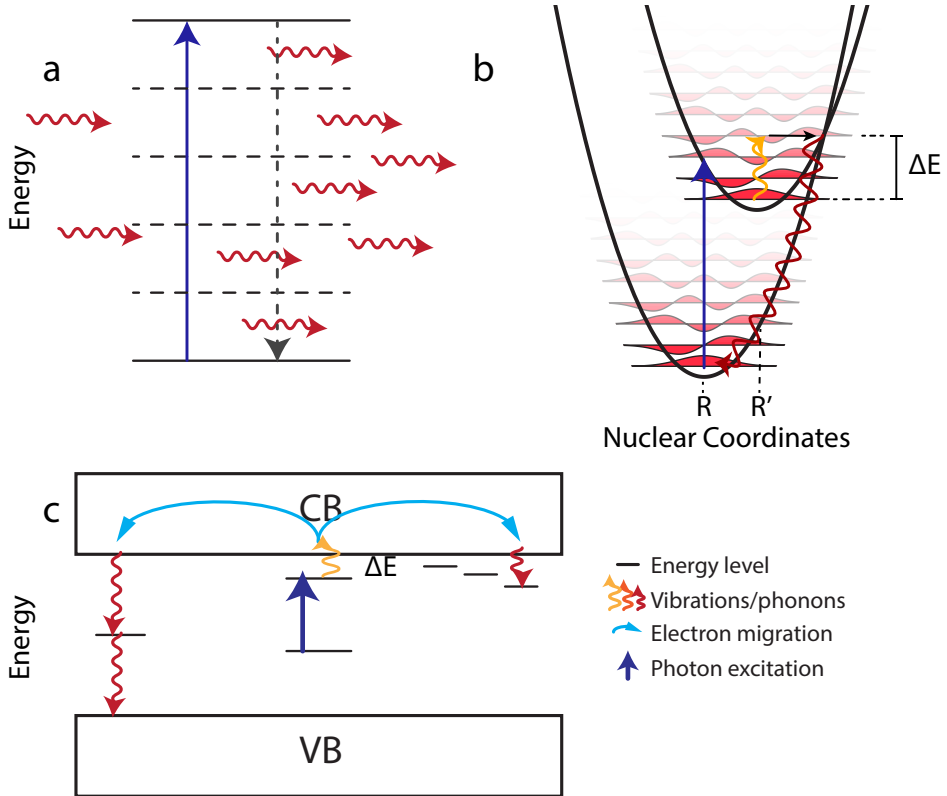 a
Energy
b
ΔE
R
R’
Nuclear Coordinates
c
CB
ΔE
Energy
VB
Energy level
Vibrations/phonons
Electron migration
Photon excitation